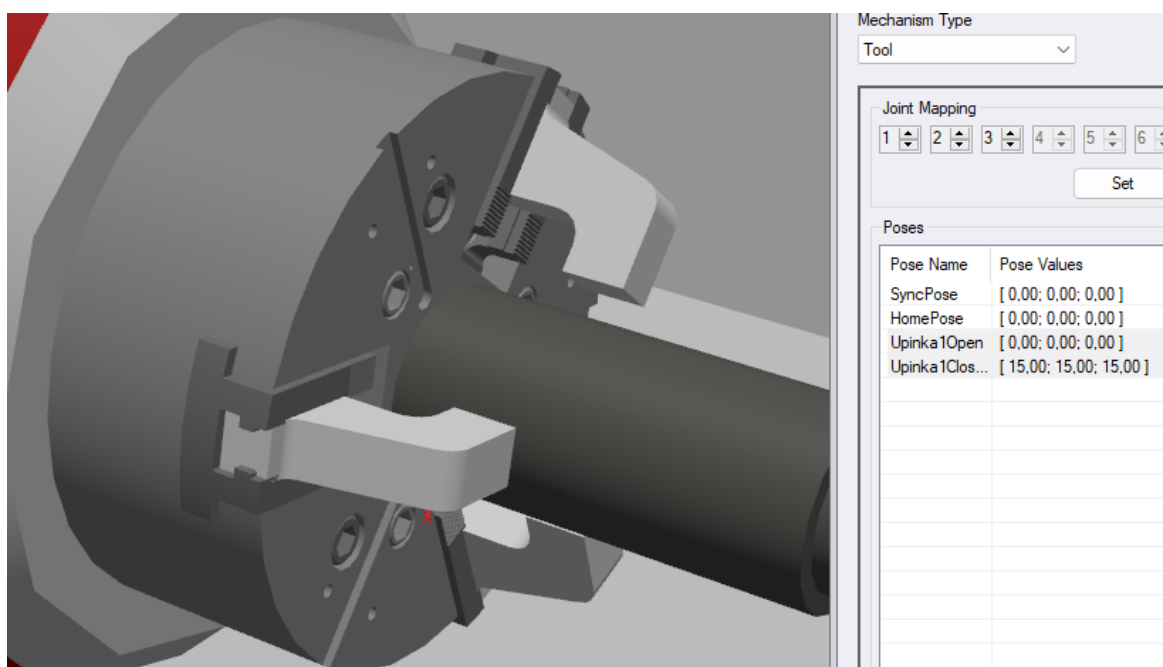 Mechanism Type
Tool
Joint Mapping
1 2 3 4 5 6
Set
Poses
Pose Name Pose Values
SyncPose [ 0,00; 0,00; 0,00 ]
HomePose [ 0,00; 0,00; 0,00 ]
Upinka1Open [ 0,00; 0,00; 0,00 ]
Upinka1Clos... [ 15,00; 15,00; 15,00 ]
X